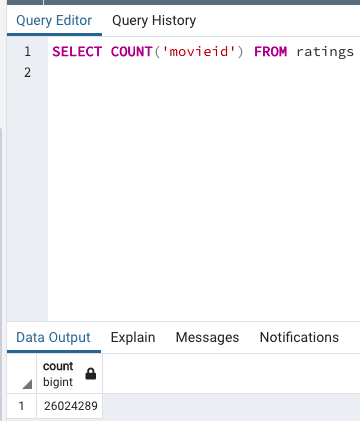 Query Editor Query History
1 SELECT COUNT('movieid') FROM ratings
2
Data Output Explain Messages Notifications
count
bigint
1 26024289